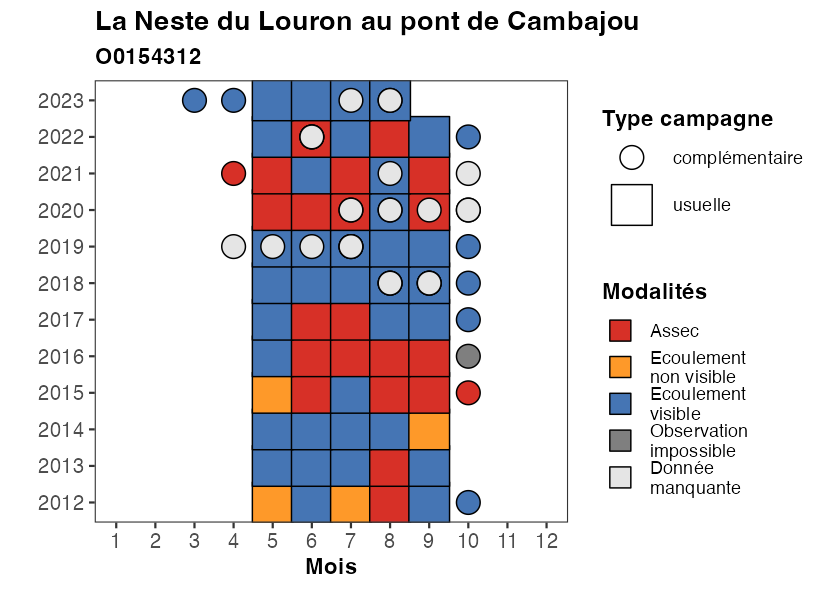 La Neste du Louron au pont de Cambajou
O0154312
2023
2022
2021
2020
2019
2018
2017
2016
2015
2014
2013
2012
1 2 3 4 5 6 7 8 9 10 11 12
Mois
Type campagne
complémentaire
usuelle
Modalités
Assec
Ecoulement
non visible
Ecoulement
visible
Observation
impossible
Donnée
manquante